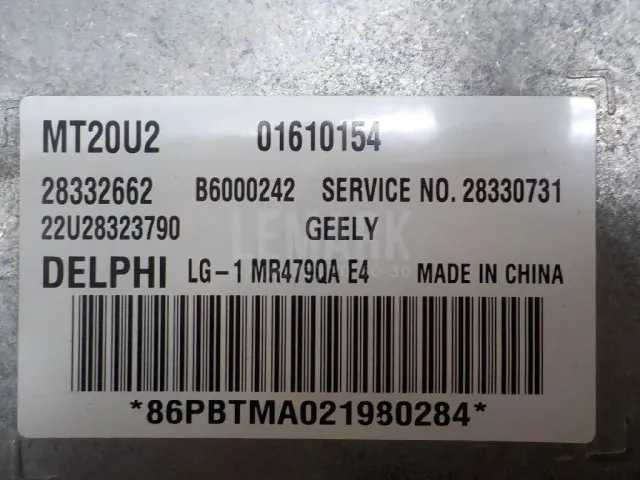 MT20U2 01610154
28332662 B6000242 SERVICE NO. 28330731
22U28323790 GEELY
DELPHI LG-1 MR479QA E4 MADE IN CHINA
*86PBTMA021980284*